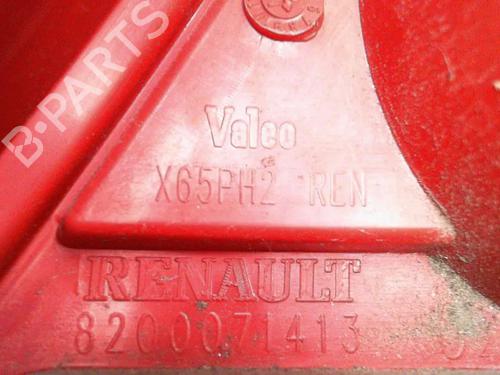 B-PARTS
Valeo
X65PH2 REN
RENAULT
8200071413